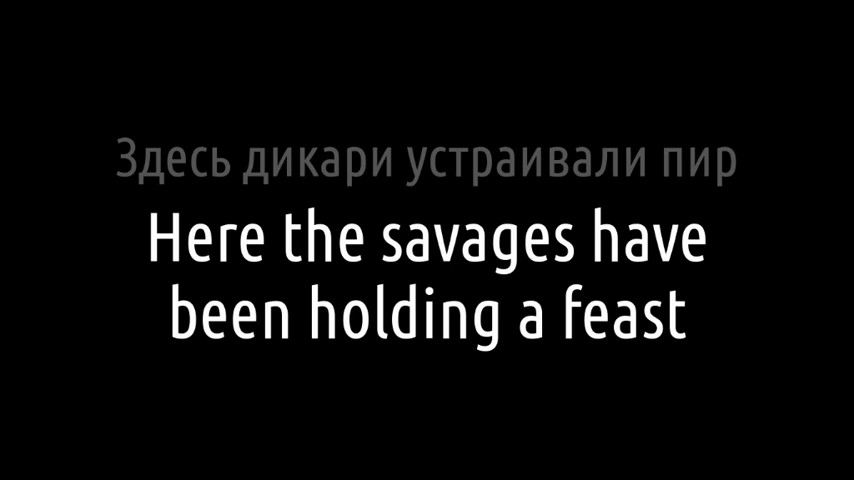 Здесь дикари устраивали пир
Here the savages have
been holding a feast